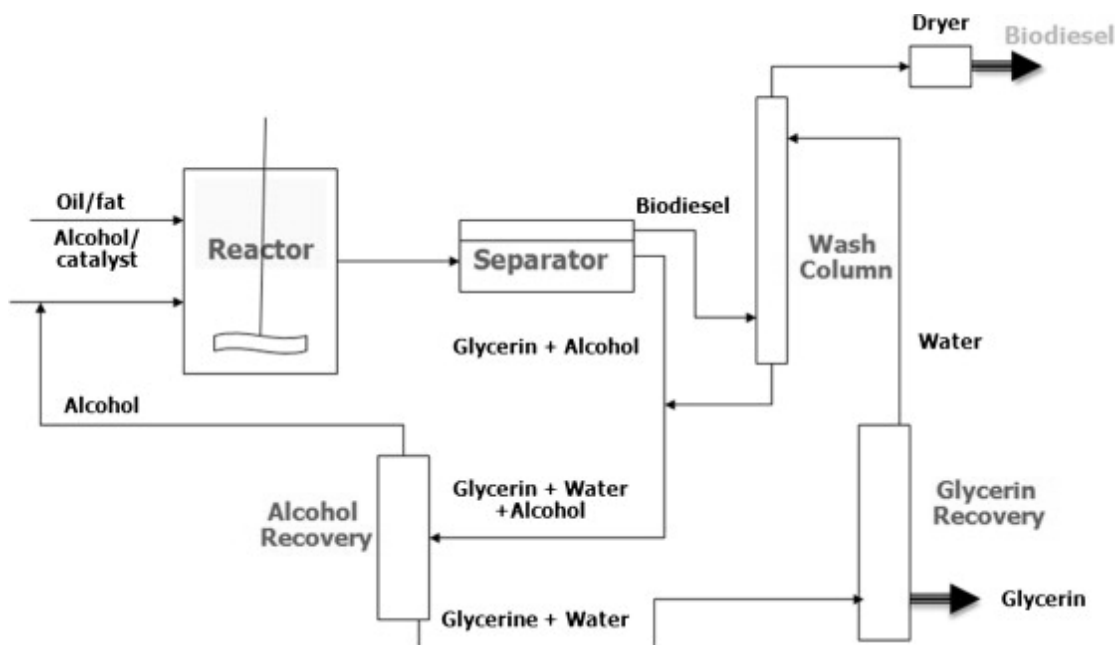 Dryer
Biodiesel
Oil/fat
Alcohol/
catalyst
Reactor
Separator
Biodiesel
Wash
Column
Glycerin + Alcohol
Water
Alcohol
Alcohol
Recovery
Glycerin + Water
+Alcohol
Glycerin
Recovery
Glycerine + Water
Glycerin